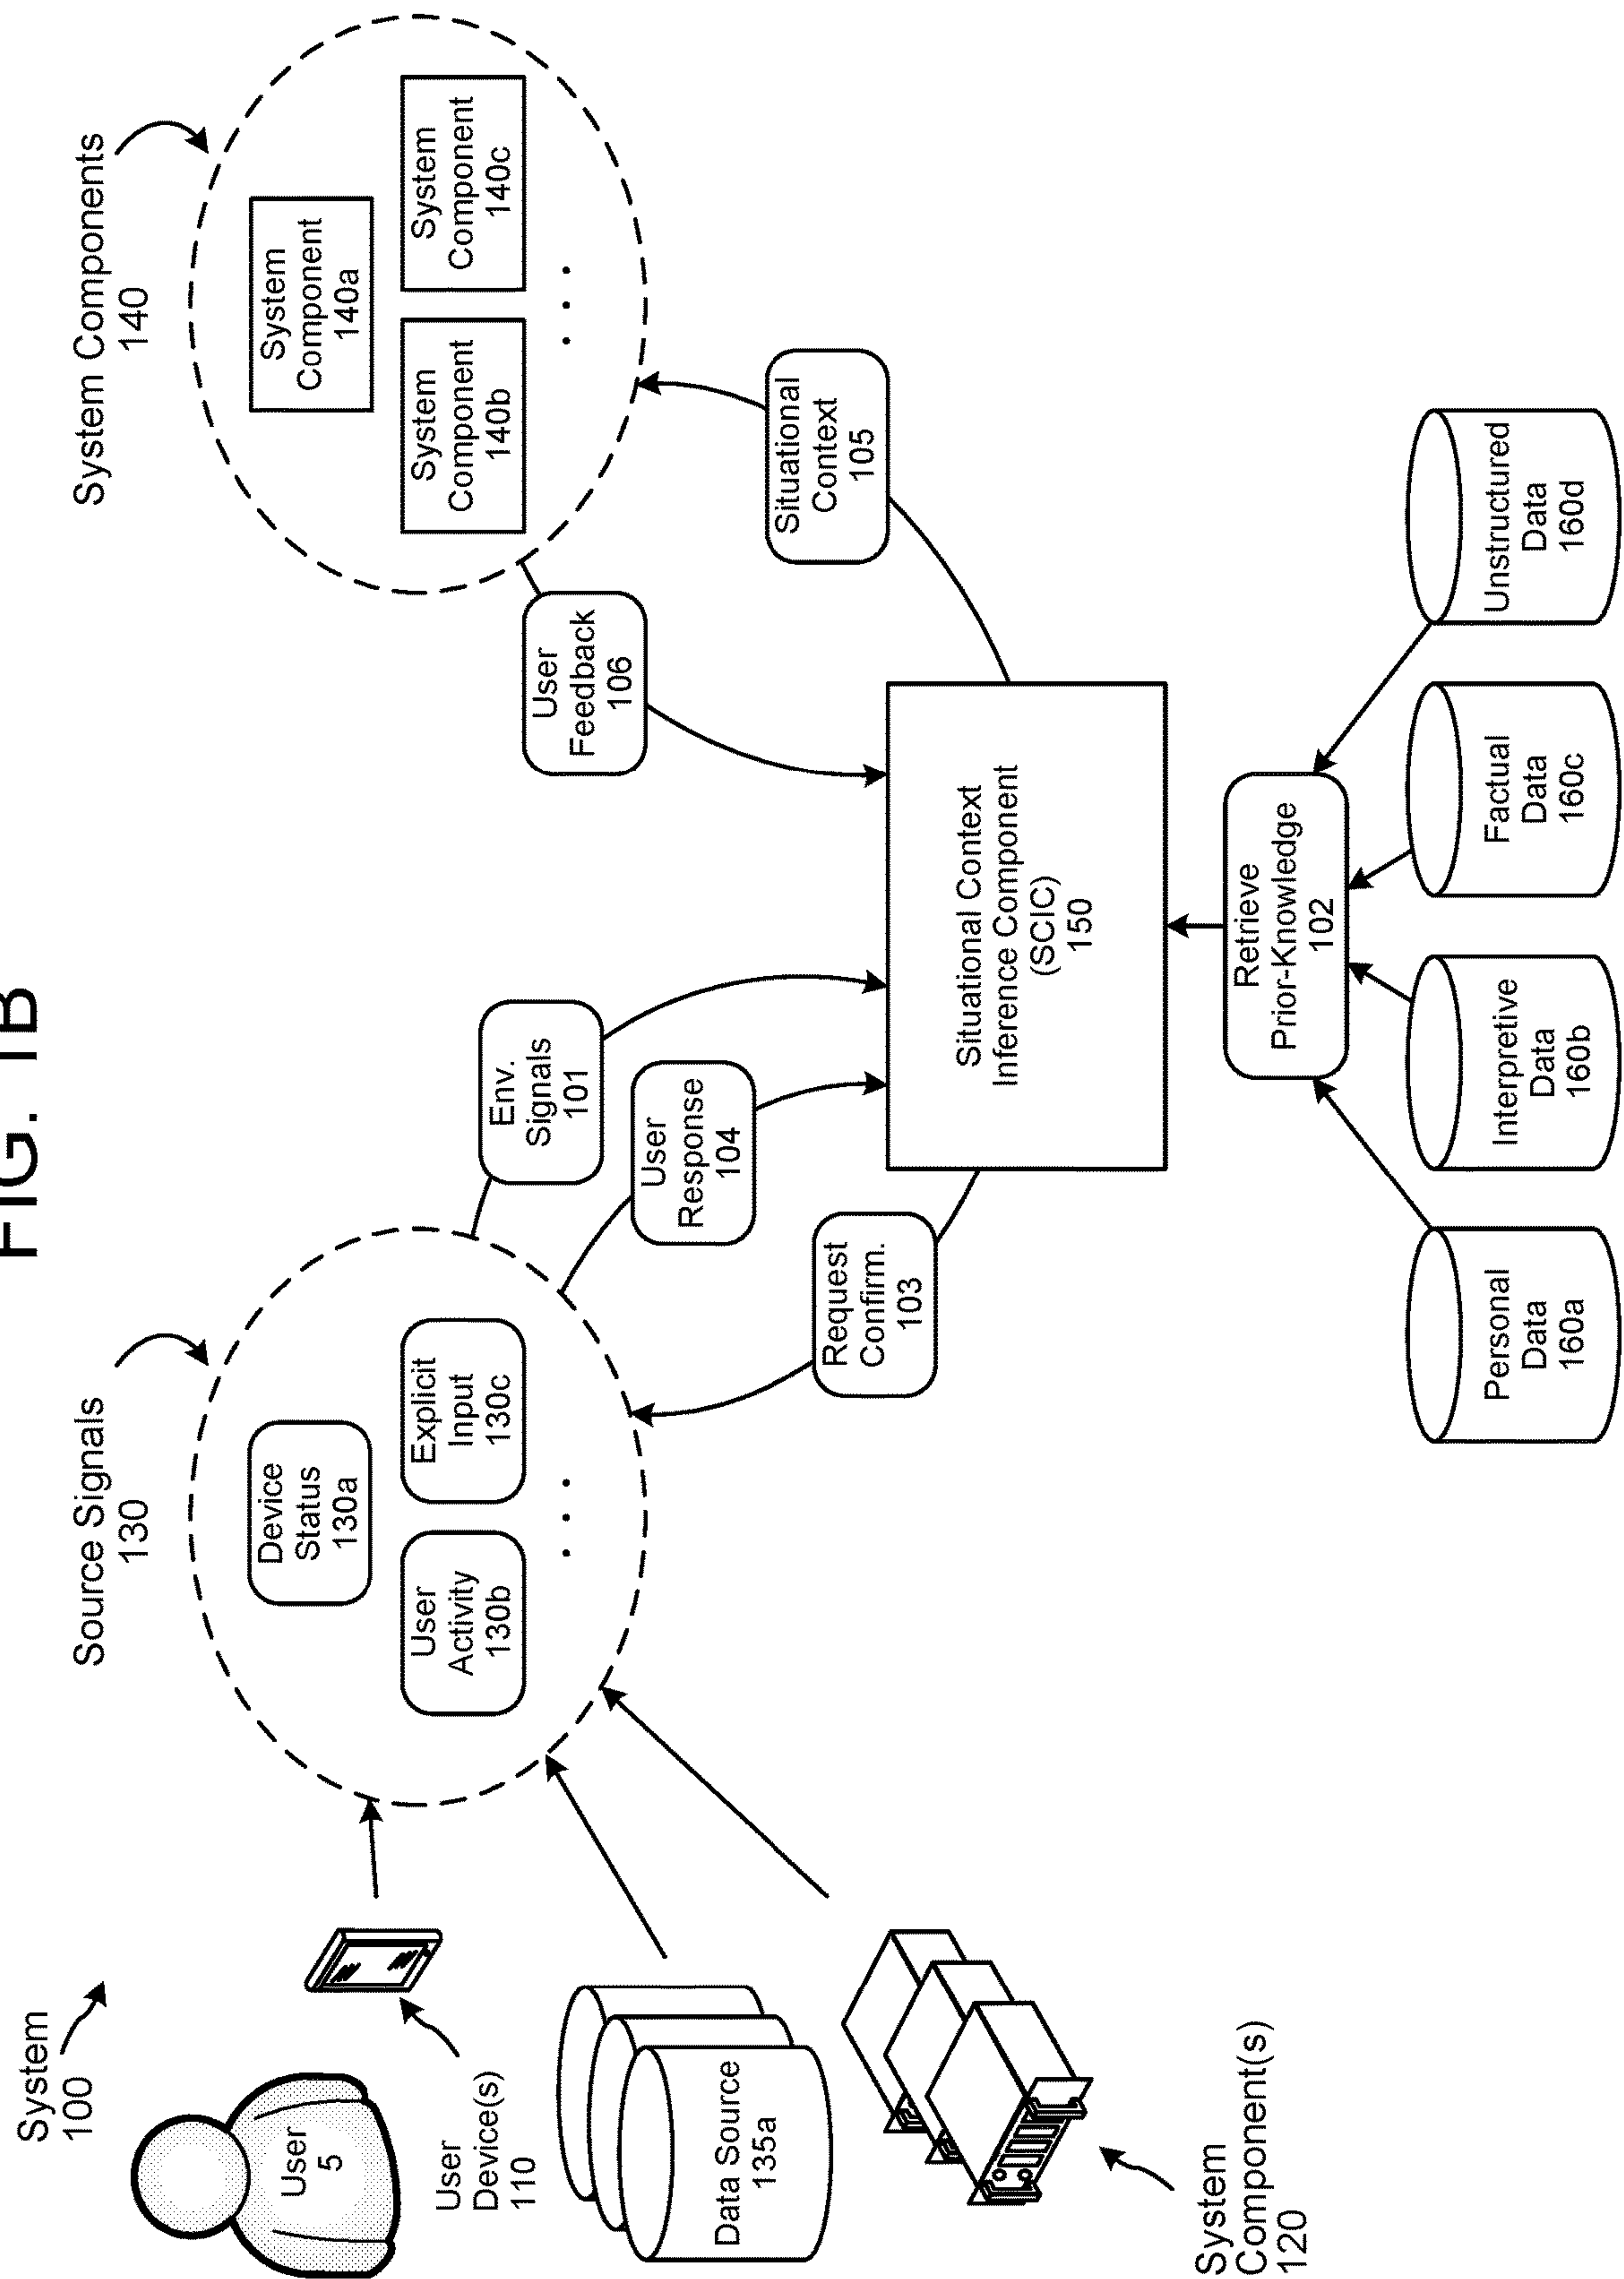 FIG. 1B
System
100
User
5
User
Device(s)
110
Data Source
135a
System
Component(s)
120
Source Signals
130
Device
Status
130a
User
Activity
130b
Explicit
Input
130c
. . .
Env.
Signals
101
User
Response
104
Request
Confirm.
103
System Components
140
System
Component
140a
System
Component
140b
System
Component
140c
. . .
User
Feedback
106
Situational
Context
105
Situational Context
Inference Component
(SCIC)
150
Retrieve
Prior-Knowledge
102
Personal
Data
160a
Interpretive
Data
160b
Factual
Data
160c
Unstructured
Data
160d